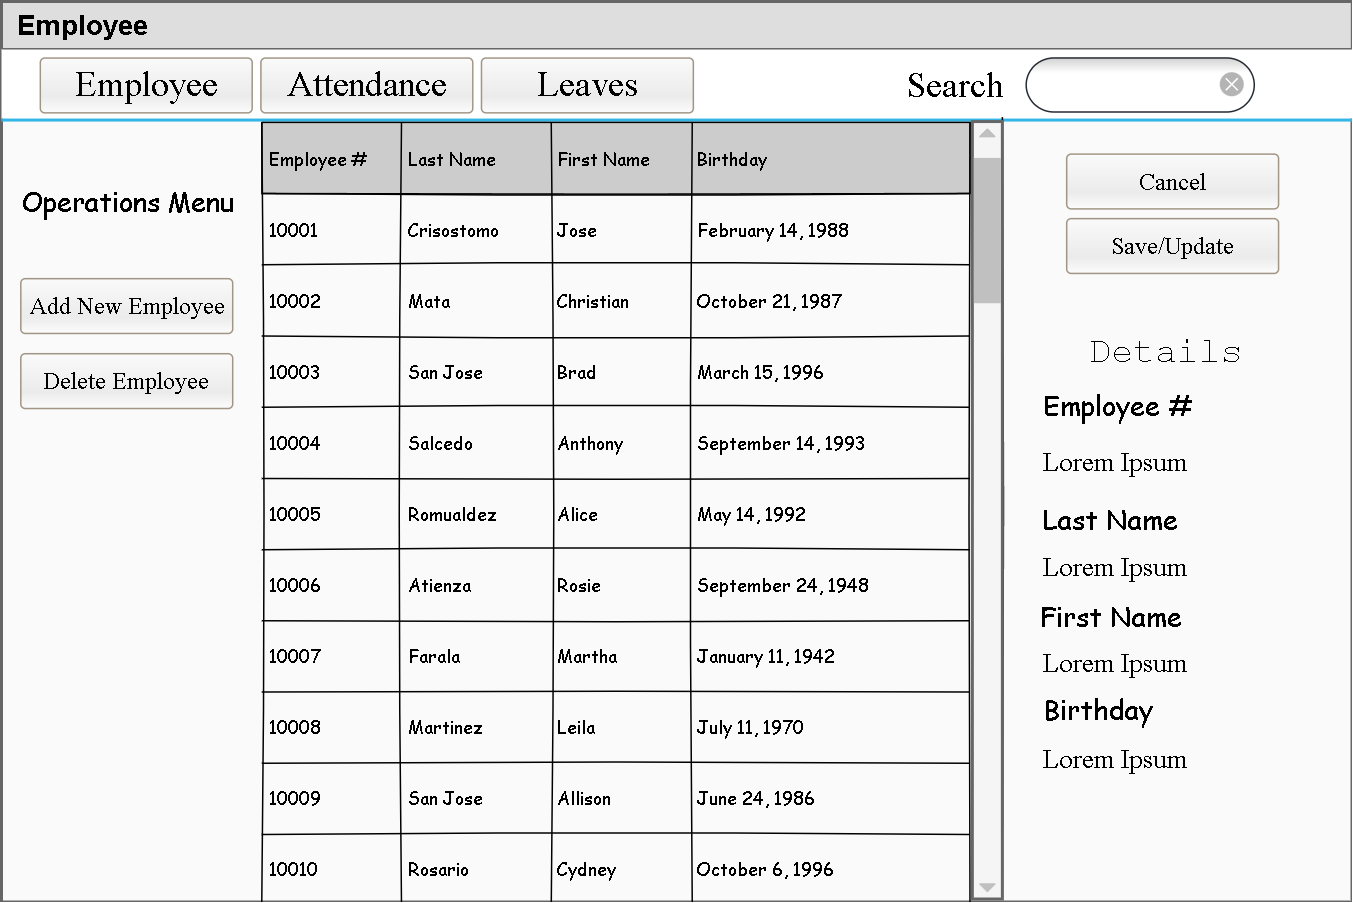 Employee
Employee Attendance Leaves Search
Operations Menu
Add New Employee
Delete Employee
Employee # Last Name First Name Birthday
10001 Crisostomo Jose February 14, 1988
10002 Mata Christian October 21, 1987
10003 San Jose Brad March 15, 1996
10004 Salcedo Anthony September 14, 1993
10005 Romualdez Alice May 14, 1992
10006 Atienza Rosie September 24, 1948
10007 Farala Martha January 11, 1942
10008 Martinez Leila July 11, 1970
10009 San Jose Allison June 24, 1986
10010 Rosario Cydney October 6, 1996
Cancel
Save/Update
Details
Employee #
Lorem Ipsum
Last Name
Lorem Ipsum
First Name
Lorem Ipsum
Birthday
Lorem Ipsum